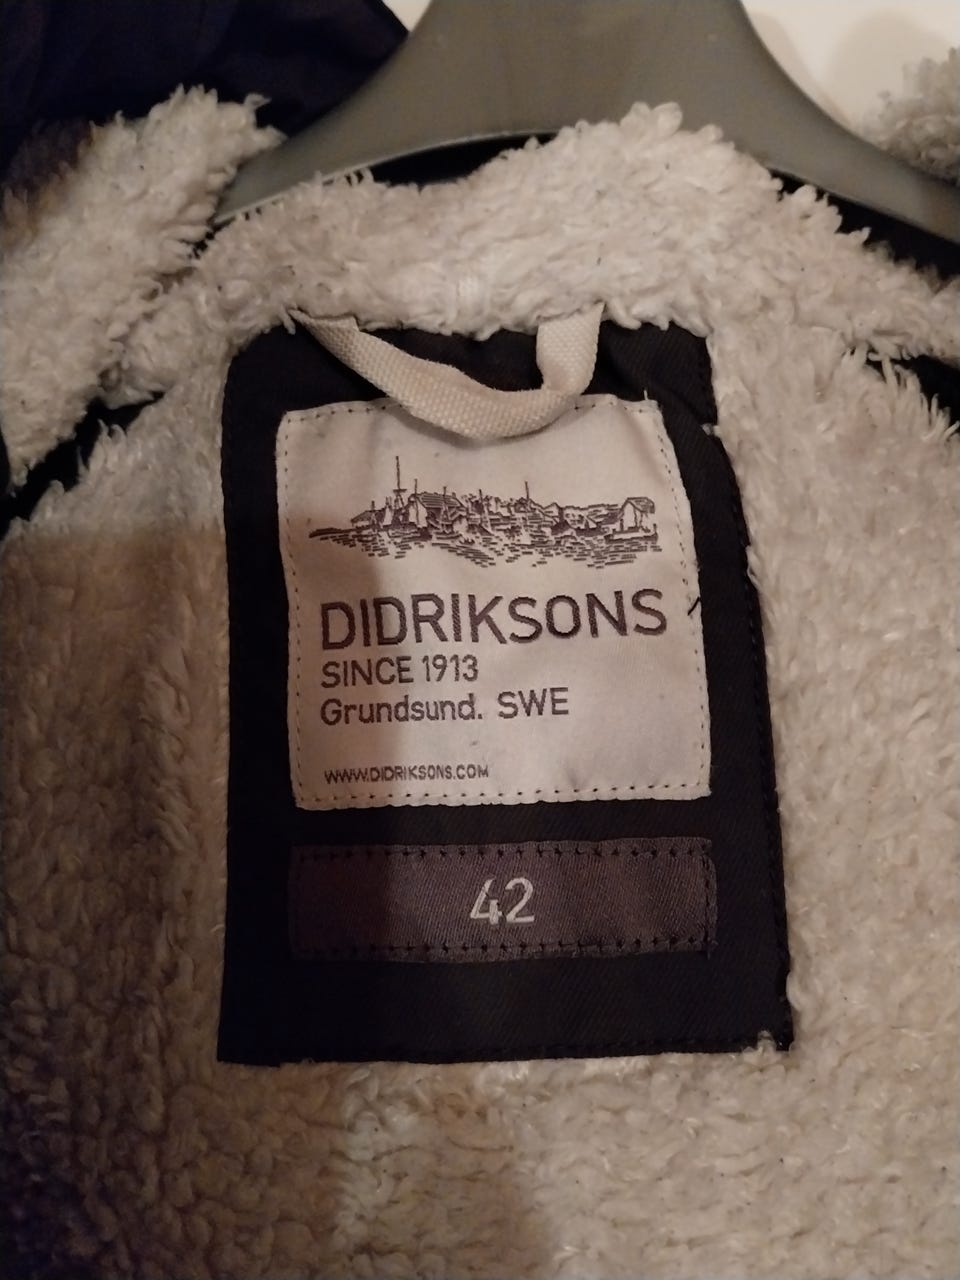 DIDRIKSONS
SINCE 1913
Grundsund. SWE
WWW.DIDRIKSONS.COM
42